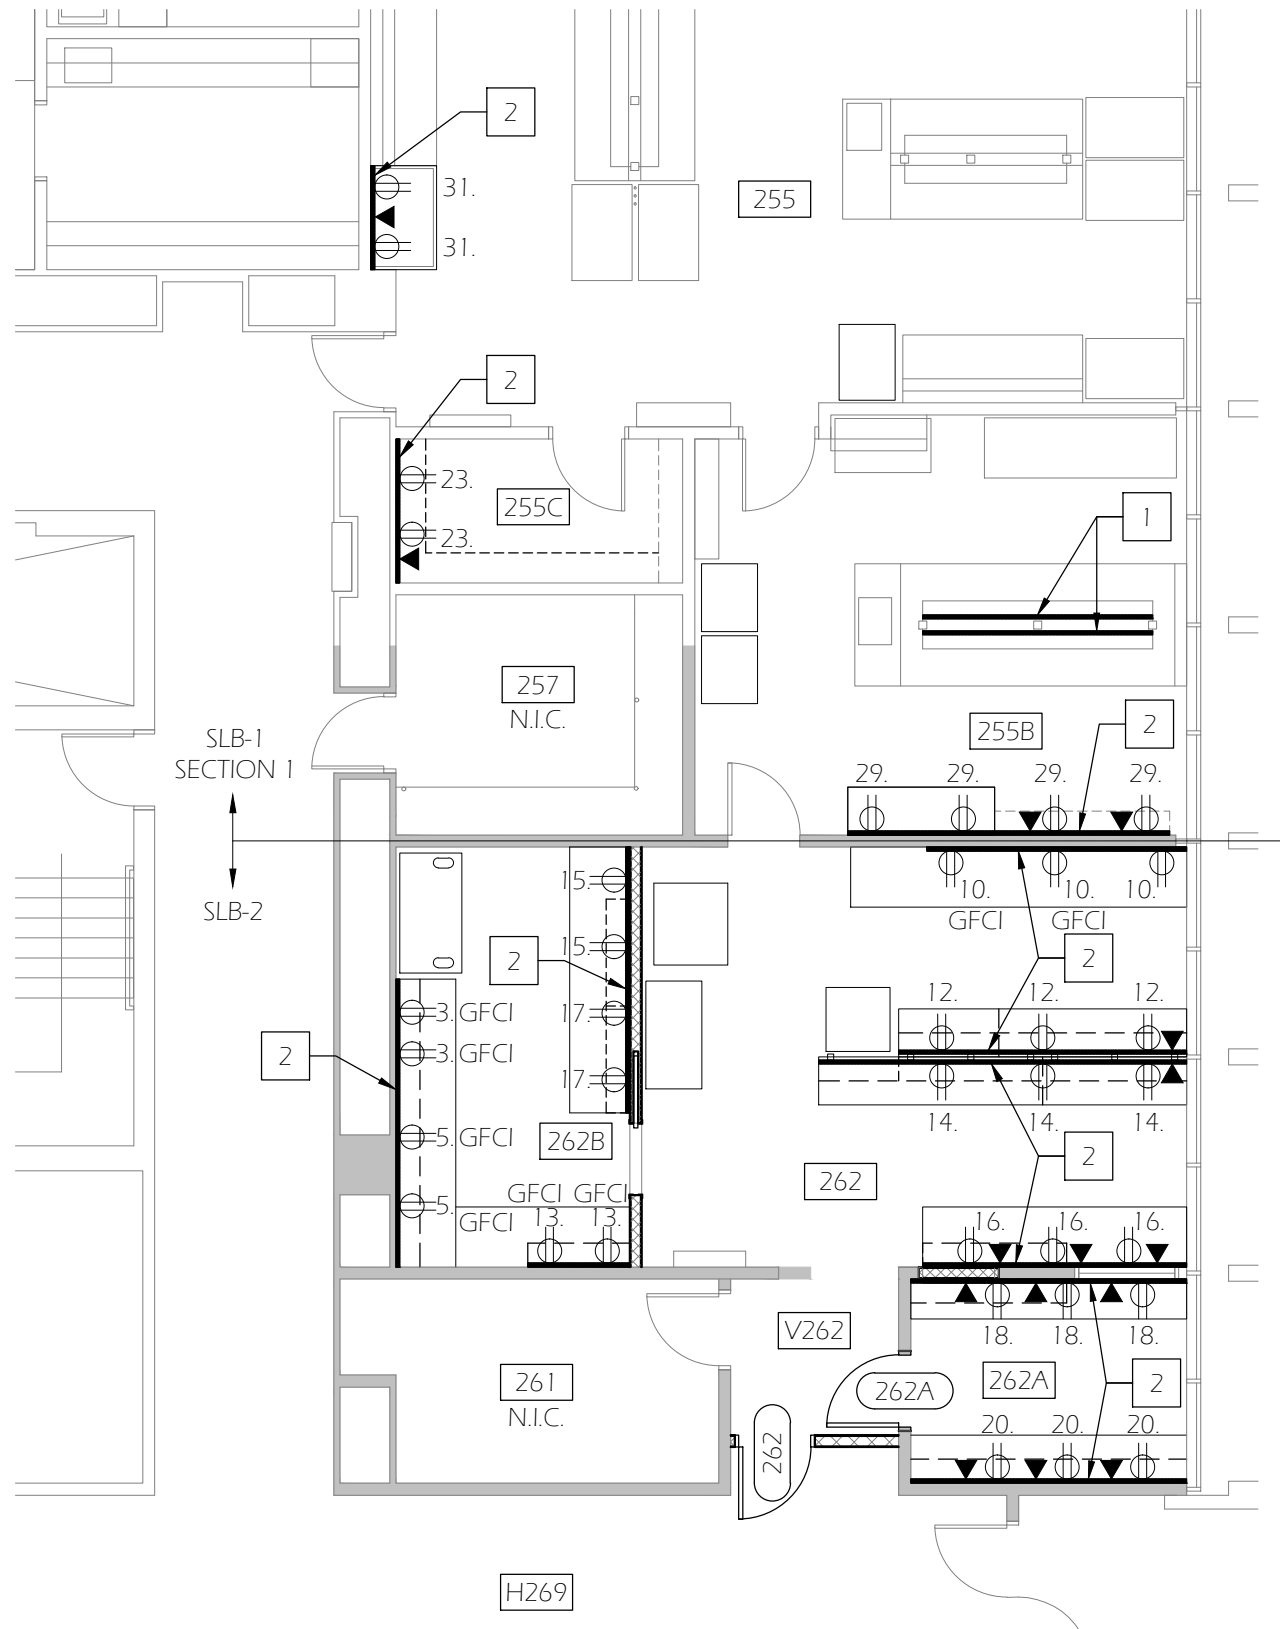 2
31.
255
31.
2
23.
255C
23.
1
257
N.I.C.
255B
2
SLB-1
SECTION 1
29. 29. 29. 29.
SLB-2
15.
10. 10. 10.
GFCI GFCI
15.
2
2
3. GFCI
17.
12. 12. 12.
3. GFCI
2
17.
14. 14. 14.
5. GFCI
262B
2
262
GFCI GFCI
5.
GFCI
13. 13.
16. 16. 16.
V262
18. 18. 18.
261
N.I.C.
262A
262A
2
20. 20. 20.
262
H269